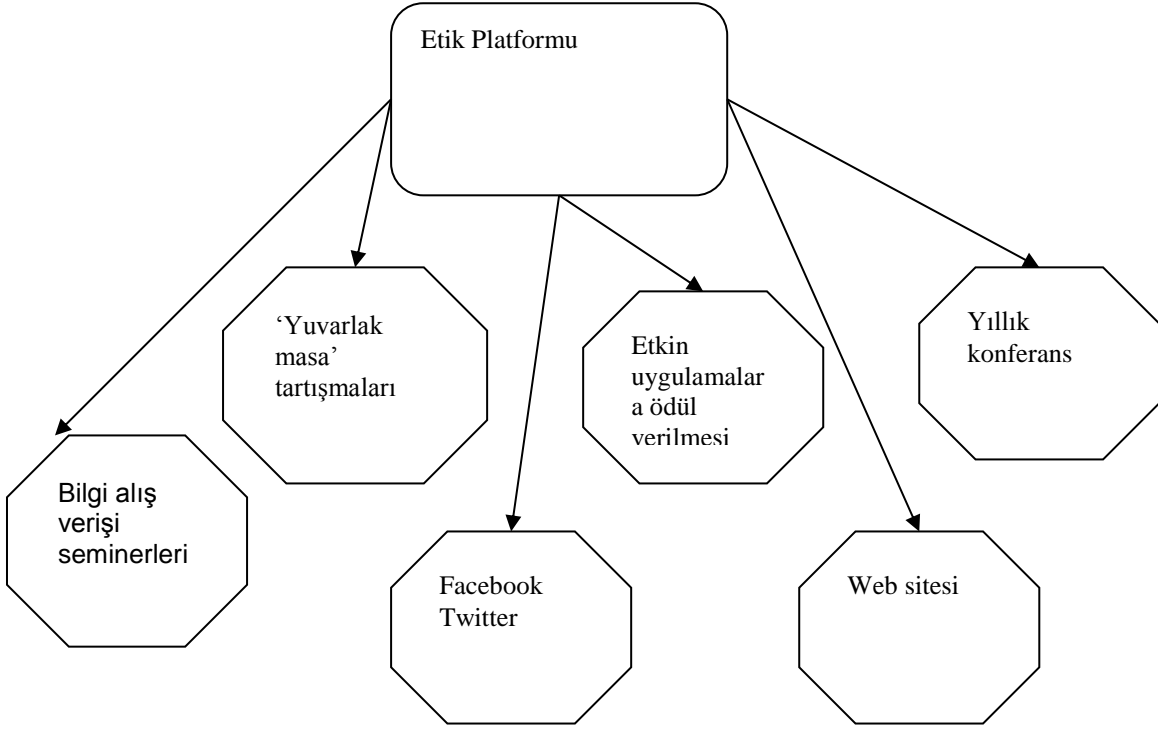 Etik Platformu
‘Yuvarlak
masa’
tartışmaları
Etkin
uygulamalar
a ödül
verilmesi
Yıllık
konferans
Bilgi alış
verişi
seminerleri
Facebook
Twitter
Web sitesi